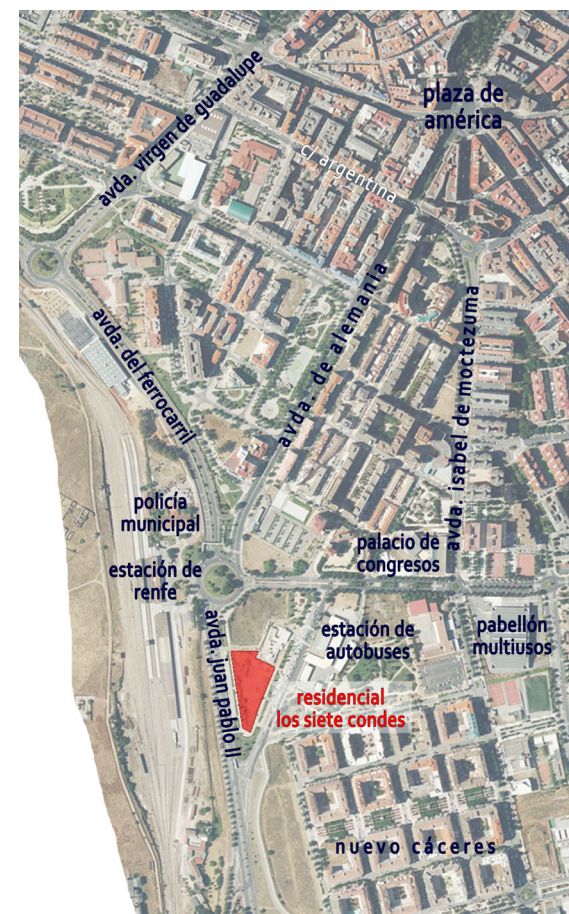 avda. virgen de guadalupe
plaza de
américa
c/ argentina
avda. de alemania
avda. isabel de moctezuma
avda. del ferrocarril
policía
municipal
palacio de
congresos
estación de
renfe
avda. juan pablo II
estación de
autobuses
pabellón
multiusos
residencial
los siete condes
nuevo cáceres